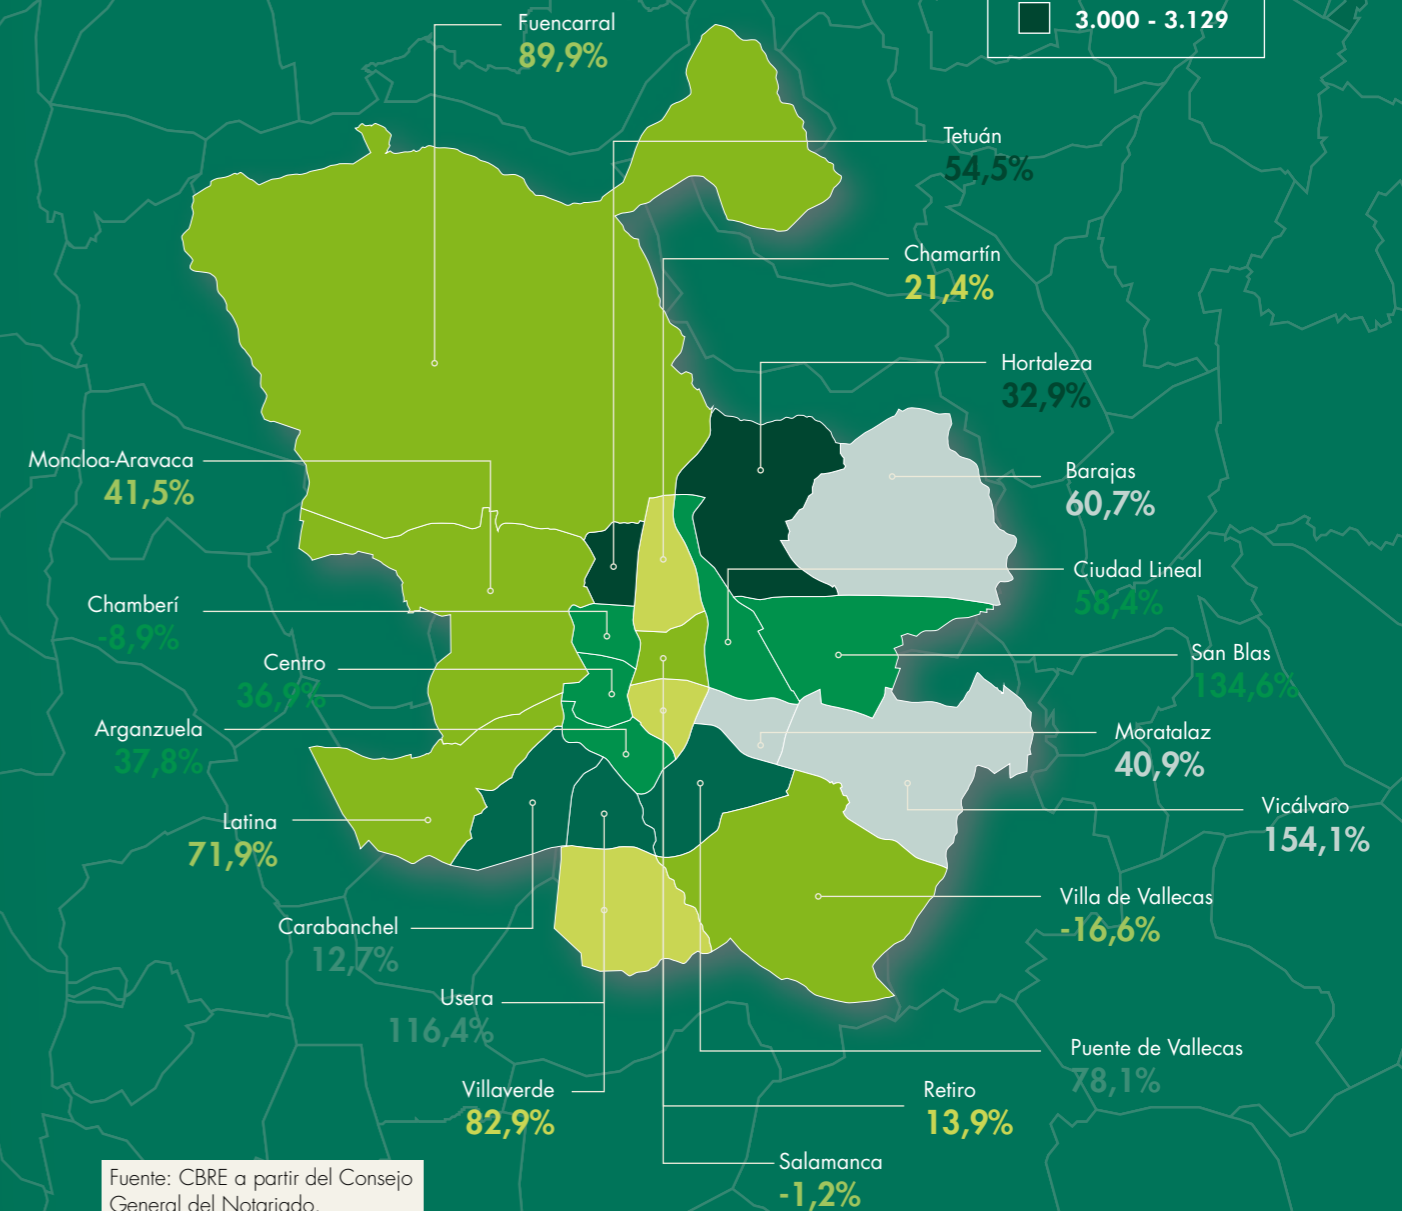 Fuencarral
89,9%
3.000 - 3.129
Tetuán
54,5%
Chamartín
21,4%
Hortaleza
32,9%
Moncloa-Aravaca
41,5%
Barajas
60,7%
Ciudad Lineal
58,4%
Chamberí
-8,9%
Centro
36,9%
San Blas
134,6%
Arganzuela
37,8%
Moratalaz
40,9%
Latina
71,9%
Vicálvaro
154,1%
Villa de Vallecas
-16,6%
Carabanchel
12,7%
Usera
116,4%
Puente de Vallecas
78,1%
Villaverde
82,9%
Retiro
13,9%
Salamanca
-1,2%
Fuente: CBRE a partir del Consejo
General del Notariado.